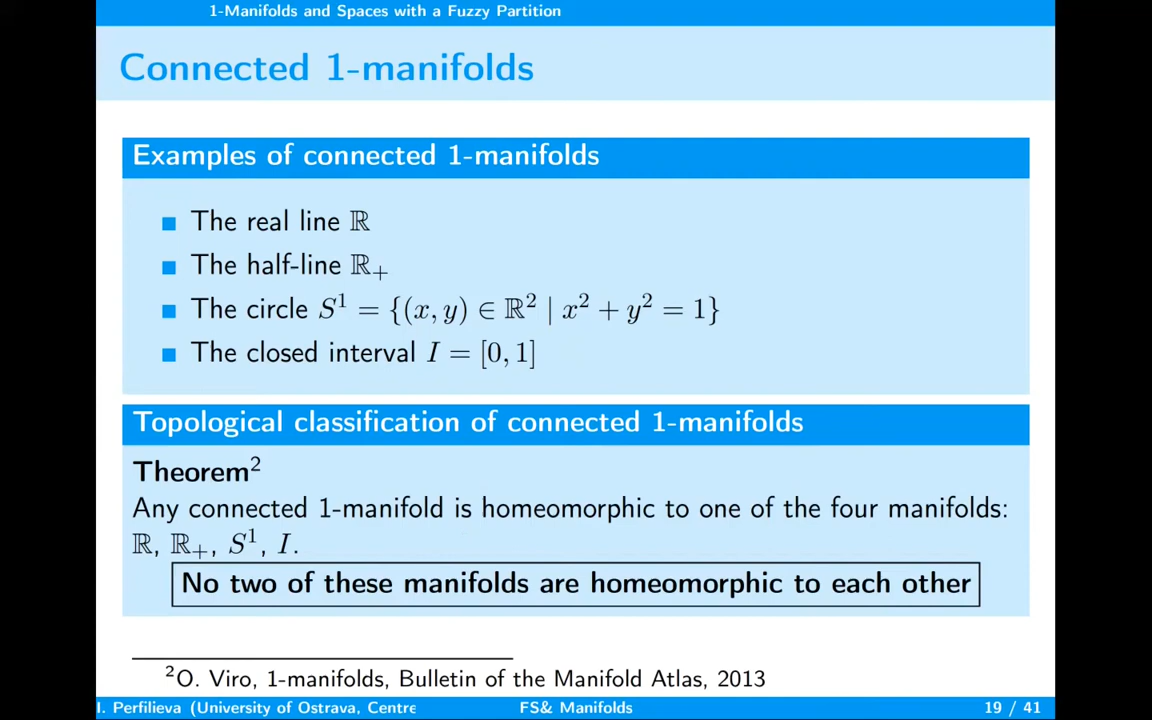 1-Manifolds and Spaces with a Fuzzy Partition
Connected 1-manifolds
Examples of connected 1-manifolds
The real line ℝ
The half-line ℝ₊
The circle S¹ = {(x, y) ∈ ℝ² | x² + y² = 1}
The closed interval I = [0, 1]
Topological classification of connected 1-manifolds
Theorem²
Any connected 1-manifold is homeomorphic to one of the four manifolds:
ℝ, ℝ₊, S¹, I.
No two of these manifolds are homeomorphic to each other
²O. Viro, 1-manifolds, Bulletin of the Manifold Atlas, 2013
I. Perfilieva (University of Ostrava, Centre FS& Manifolds 19 / 41